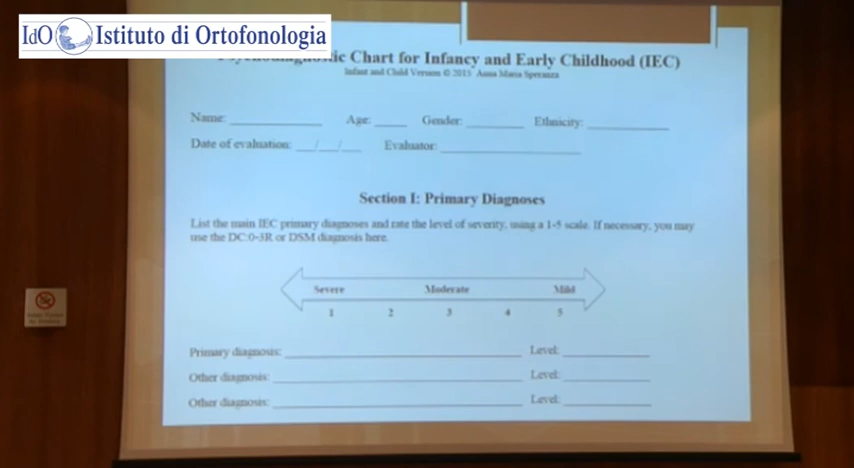 IdO Istituto di Ortofonologia
Chart for Infancy and Early Childhood (IEC)
Infant and Child Version © 2015 Anna Maria Speranza
Name: Age: Gender: Ethnicity:
Date of evaluation: __/__/__ Evaluator:
Section I: Primary Diagnoses
List the main IEC primary diagnoses and rate the level of severity, using a 1-5 scale. If necessary, you may
use the DC:0-3R or DSM diagnosis here.
Severe Moderate Mild
1 2 3 4 5
Primary diagnosis: Level:
Other diagnosis: Level:
Other diagnosis: Level: